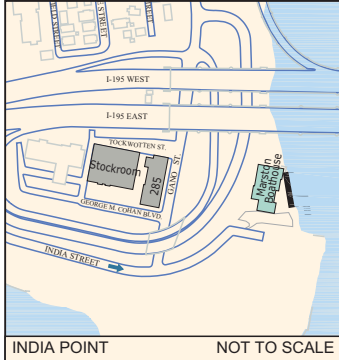 STREET
I-195 WEST
I-195 EAST
TOCKWOTTEN ST.
Stockroom
285
GANO ST.
Marston
Boathouse
GEORGE M. COHAN BLVD.
INDIA STREET
INDIA POINT
NOT TO SCALE